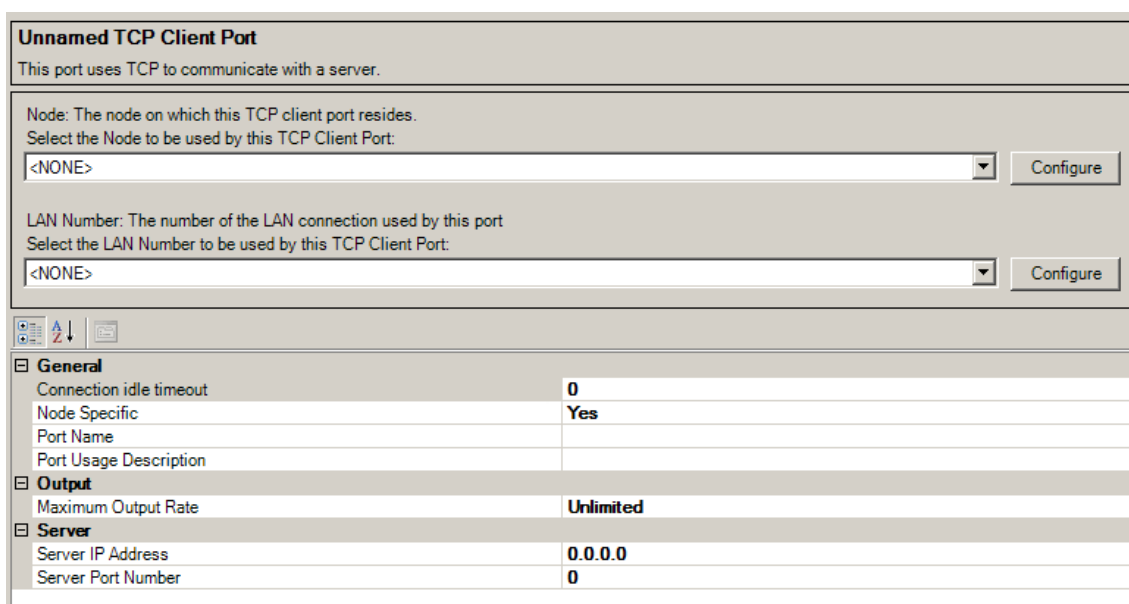 Unnamed TCP Client Port
This port uses TCP to communicate with a server.
Node: The node on which this TCP client port resides.
Select the Node to be used by this TCP Client Port:
<NONE> Configure
LAN Number: The number of the LAN connection used by this port
Select the LAN Number to be used by this TCP Client Port:
<NONE> Configure
General
Connection idle timeout 0
Node Specific Yes
Port Name
Port Usage Description
Output
Maximum Output Rate Unlimited
Server
Server IP Address 0.0.0.0
Server Port Number 0